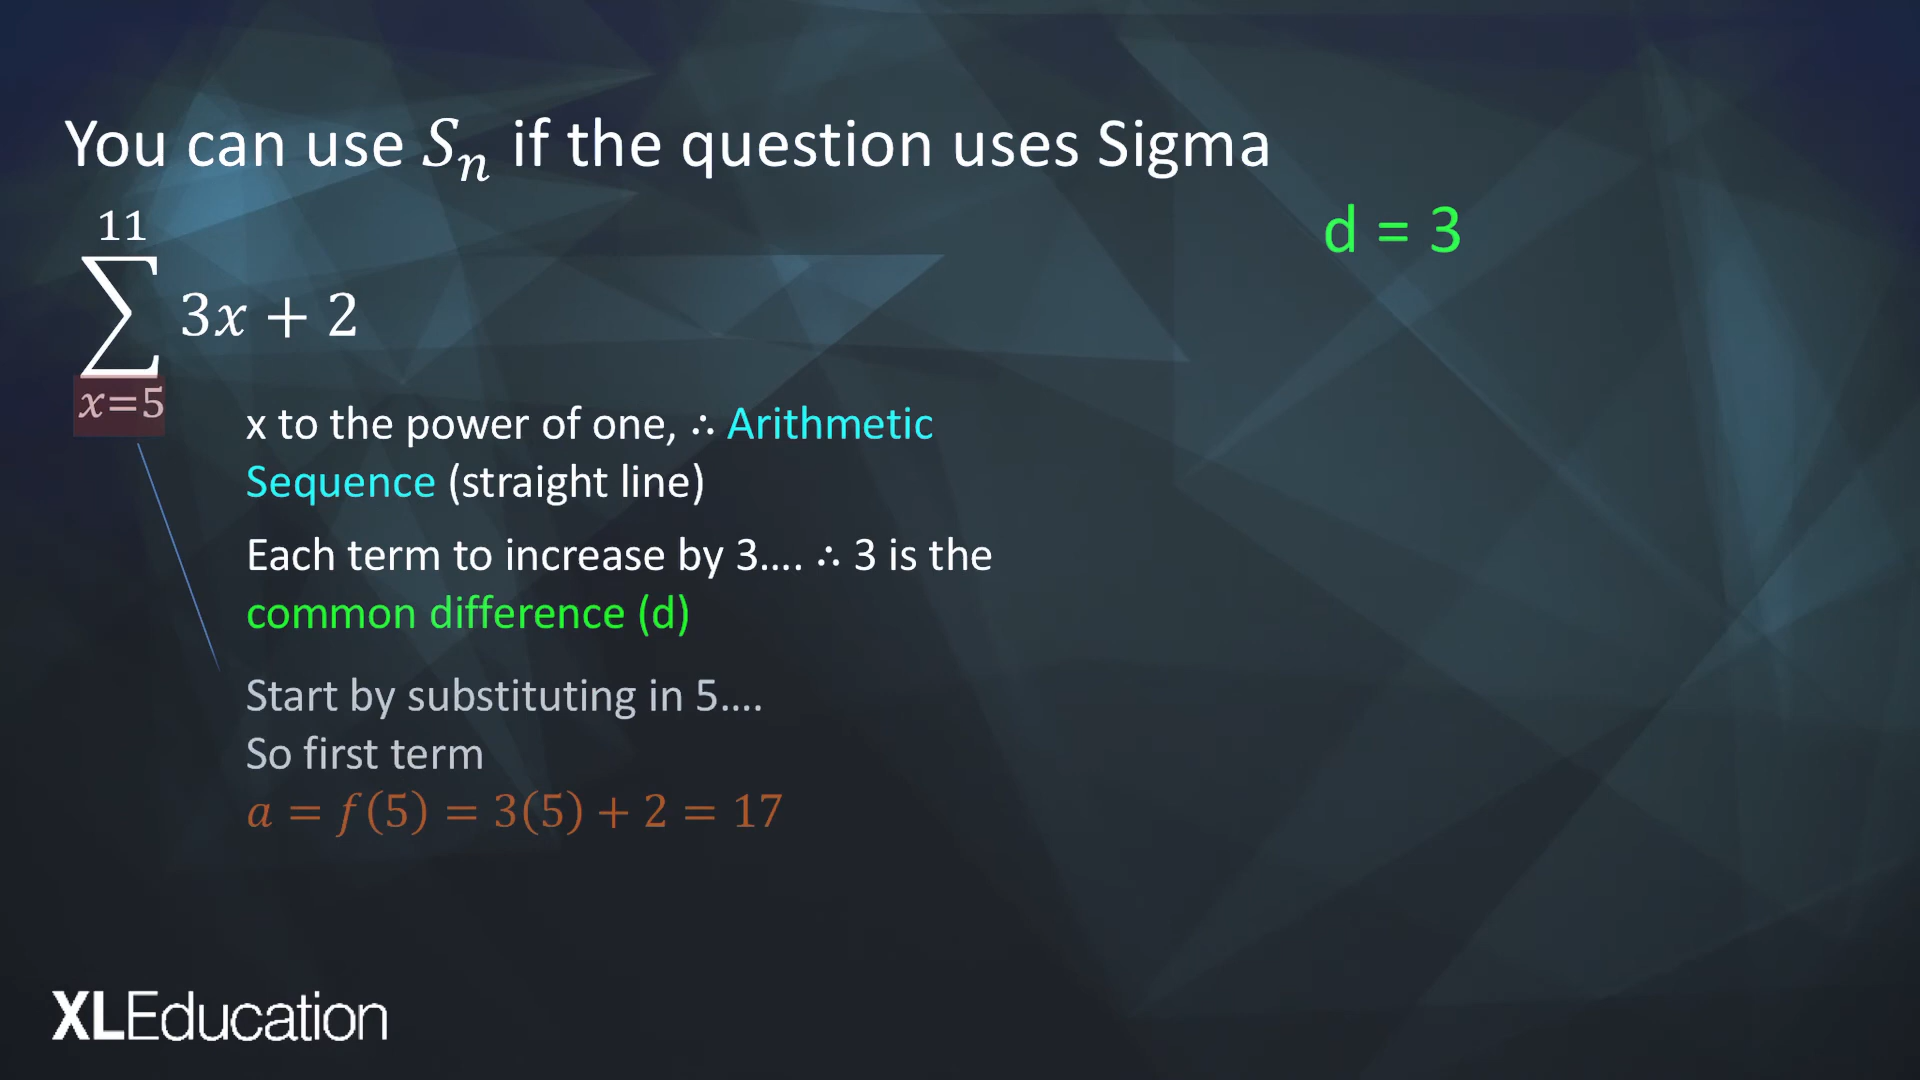 You can use Sₙ if the question uses Sigma
d = 3
11
∑ 3x + 2
x=5
x to the power of one, ∴ Arithmetic
Sequence (straight line)
Each term to increase by 3.... ∴ 3 is the
common difference (d)
Start by substituting in 5....
So first term
a = f(5) = 3(5) + 2 = 17
XLEducation